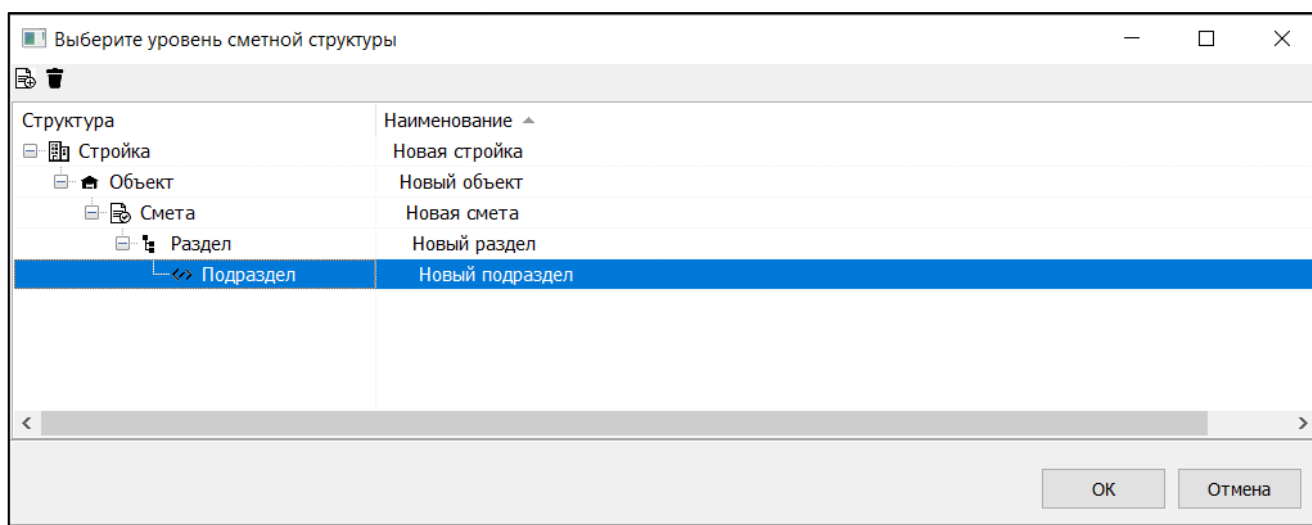 Выберите уровень сметной структуры
Структура Наименование
Стройка Новая стройка
Объект Новый объект
Смета Новая смета
Раздел Новый раздел
Подраздел Новый подраздел
ОК Отмена